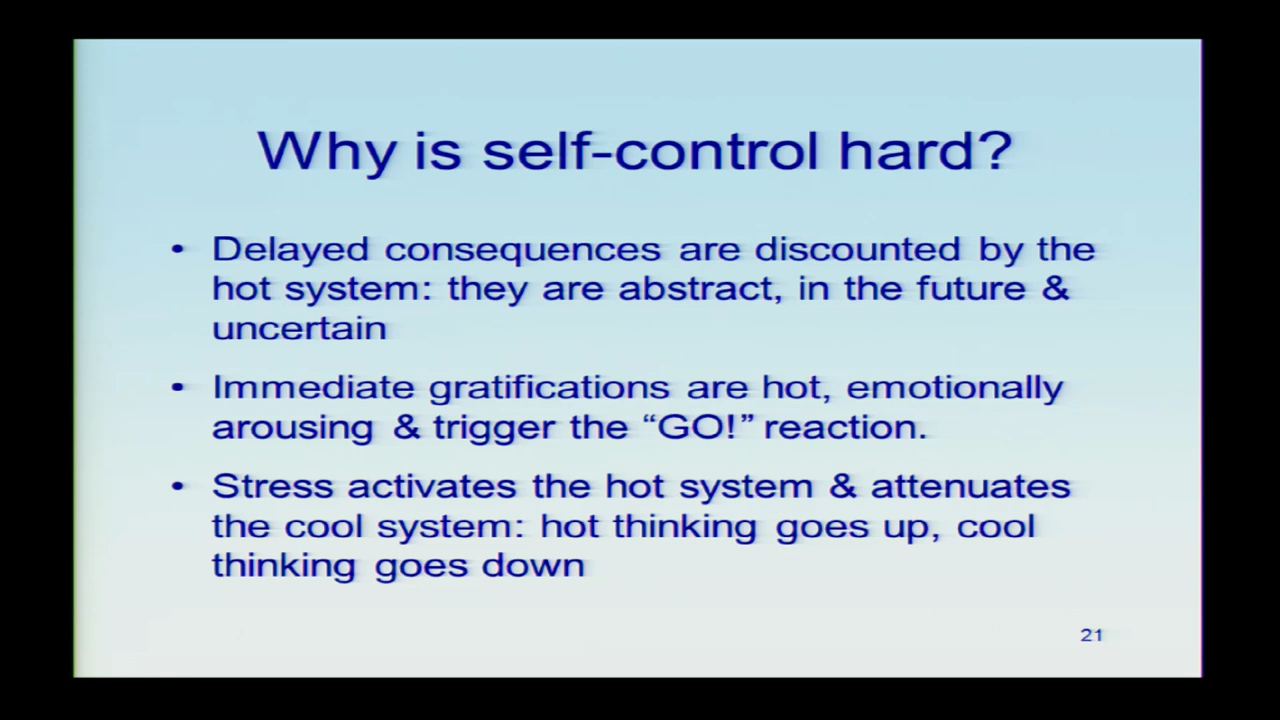 Why is self-control hard?
• Delayed consequences are discounted by the
hot system: they are abstract, in the future &
uncertain
• Immediate gratifications are hot, emotionally
arousing & trigger the “GO!” reaction.
• Stress activates the hot system & attenuates
the cool system: hot thinking goes up, cool
thinking goes down
21